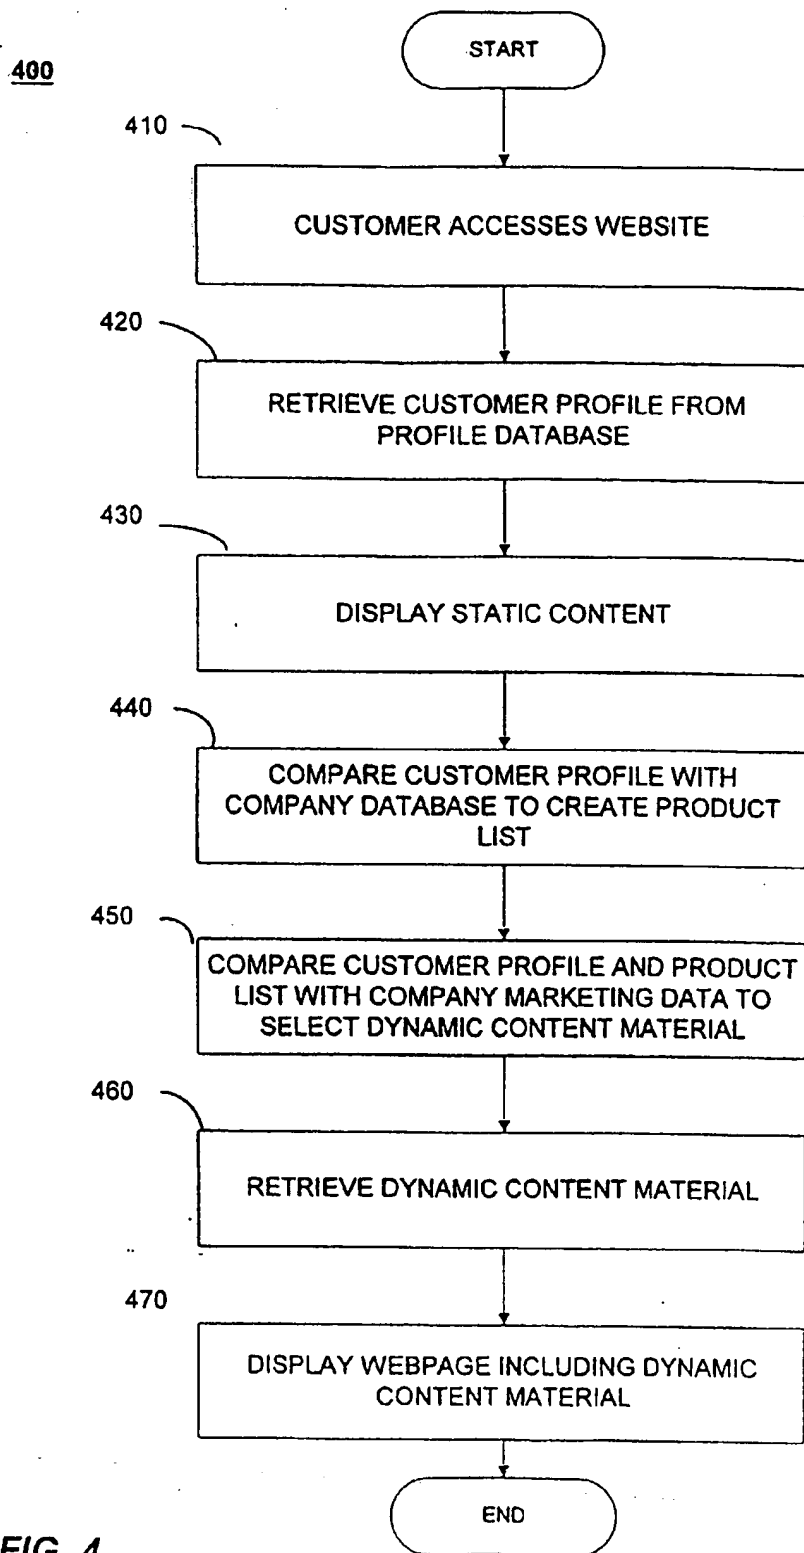 START
400
410
CUSTOMER ACCESSES WEBSITE
420
RETRIEVE CUSTOMER PROFILE FROM
PROFILE DATABASE
430
DISPLAY STATIC CONTENT
440
COMPARE CUSTOMER PROFILE WITH
COMPANY DATABASE TO CREATE PRODUCT
LIST
450
COMPARE CUSTOMER PROFILE AND PRODUCT
LIST WITH COMPANY MARKETING DATA TO
SELECT DYNAMIC CONTENT MATERIAL
460
RETRIEVE DYNAMIC CONTENT MATERIAL
470
DISPLAY WEBPAGE INCLUDING DYNAMIC
CONTENT MATERIAL
END
FIG. 4